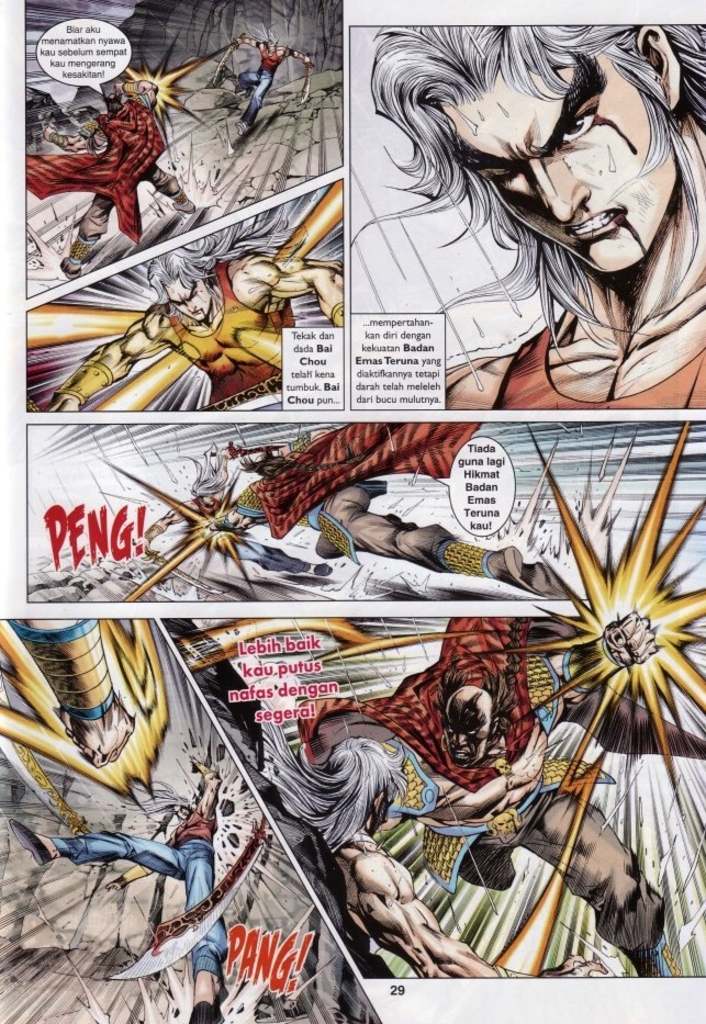 Biar aku
menamatkan nyawa
kau sebelum sempat
kau mengerang
kesakitan!
Tekak dan
dada Bai
Chou
telah kena
tumbuk. Bai
Chou pun...
...mempertahan-
kan diri dengan
kekuatan Badan
Emas Teruna yang
diaktifkannya tetapi
darah telah meleleh
dari bucu mulutnya.
PENG!
Tiada
guna lagi
Hikmat
Badan
Emas
Teruna
kau!
Lebih baik
kau putus
nafas dengan
segera!
PANG!
29